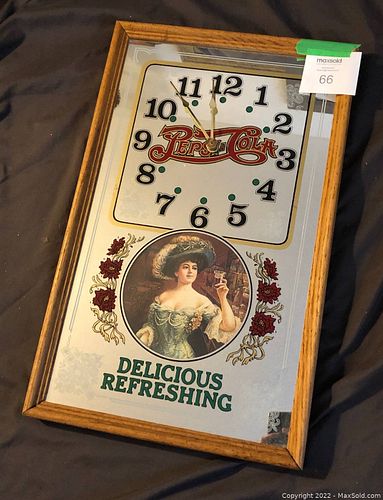 maxsold
66
11 12 1
10 2
PEPSI-COLA
9 3
8 4
7 6 5
DELICIOUS
REFRESHING
Copyright 2022 - MaxSold.com